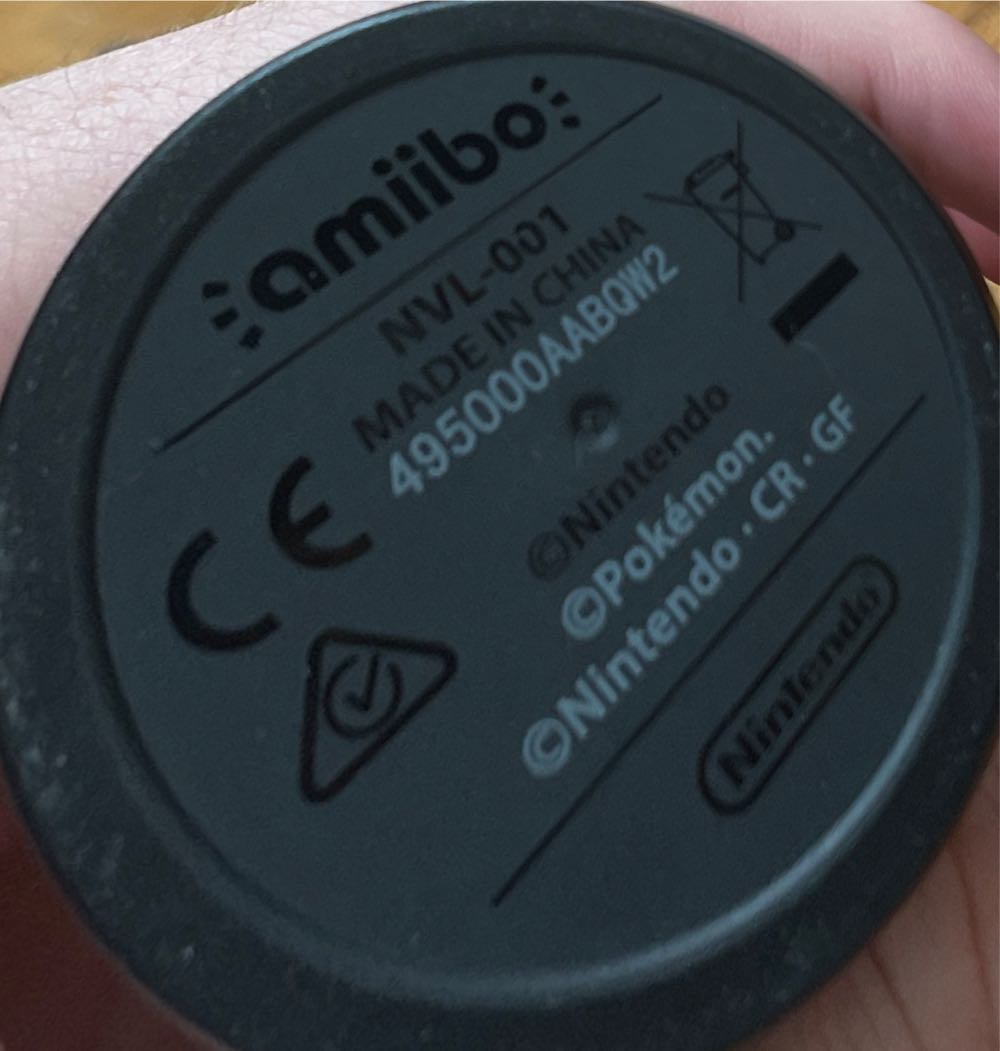 amiibo
NVL-001
MADE IN CHINA
495000AABQW2
CE
©Nintendo
©Pokémon.
©Nintendo・CR・GF
Nintendo